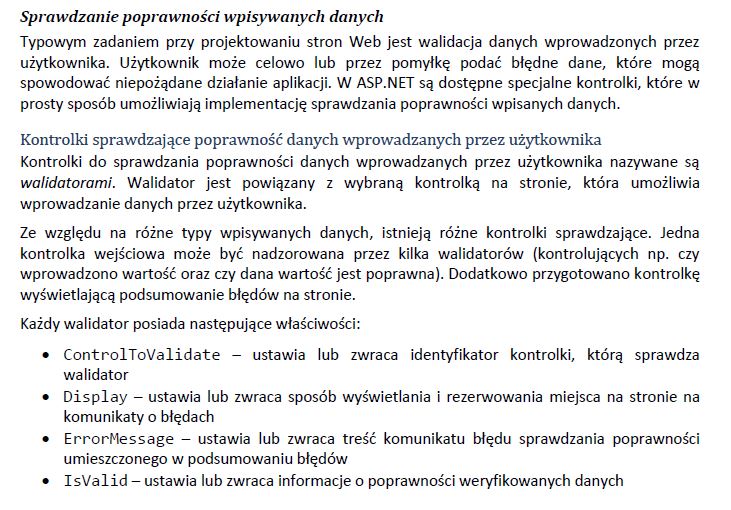 Sprawdzanie poprawności wpisywanych danych
Typowym zadaniem przy projektowaniu stron Web jest walidacja danych wprowadzonych przez
użytkownika. Użytkownik może celowo lub przez pomyłkę podać błędne dane, które mogą
spowodować niepożądane działanie aplikacji. W ASP.NET są dostępne specjalne kontrolki, które w
prosty sposób umożliwiają implementację sprawdzania poprawności wpisanych danych.
Kontrolki sprawdzające poprawność danych wprowadzanych przez użytkownika
Kontrolki do sprawdzania poprawności danych wprowadzanych przez użytkownika nazywane są
walidatorami. Walidator jest powiązany z wybraną kontrolką na stronie, która umożliwia
wprowadzanie danych przez użytkownika.
Ze względu na różne typy wpisywanych danych, istnieją różne kontrolki sprawdzające. Jedna
kontrolka wejściowa może być nadzorowana przez kilka walidatorów (kontrolujących np. czy
wprowadzono wartość oraz czy dana wartość jest poprawna). Dodatkowo przygotowano kontrolkę
wyświetlającą podsumowanie błędów na stronie.
Każdy walidator posiada następujące właściwości:
• ControlToValidate – ustawia lub zwraca identyfikator kontrolki, którą sprawdza
walidator
• Display – ustawia lub zwraca sposób wyświetlania i rezerwowania miejsca na stronie na
komunikaty o błędach
• ErrorMessage – ustawia lub zwraca treść komunikatu błędu sprawdzania poprawności
umieszczonego w podsumowaniu błędów
• IsValid – ustawia lub zwraca informacje o poprawności weryfikowanych danych